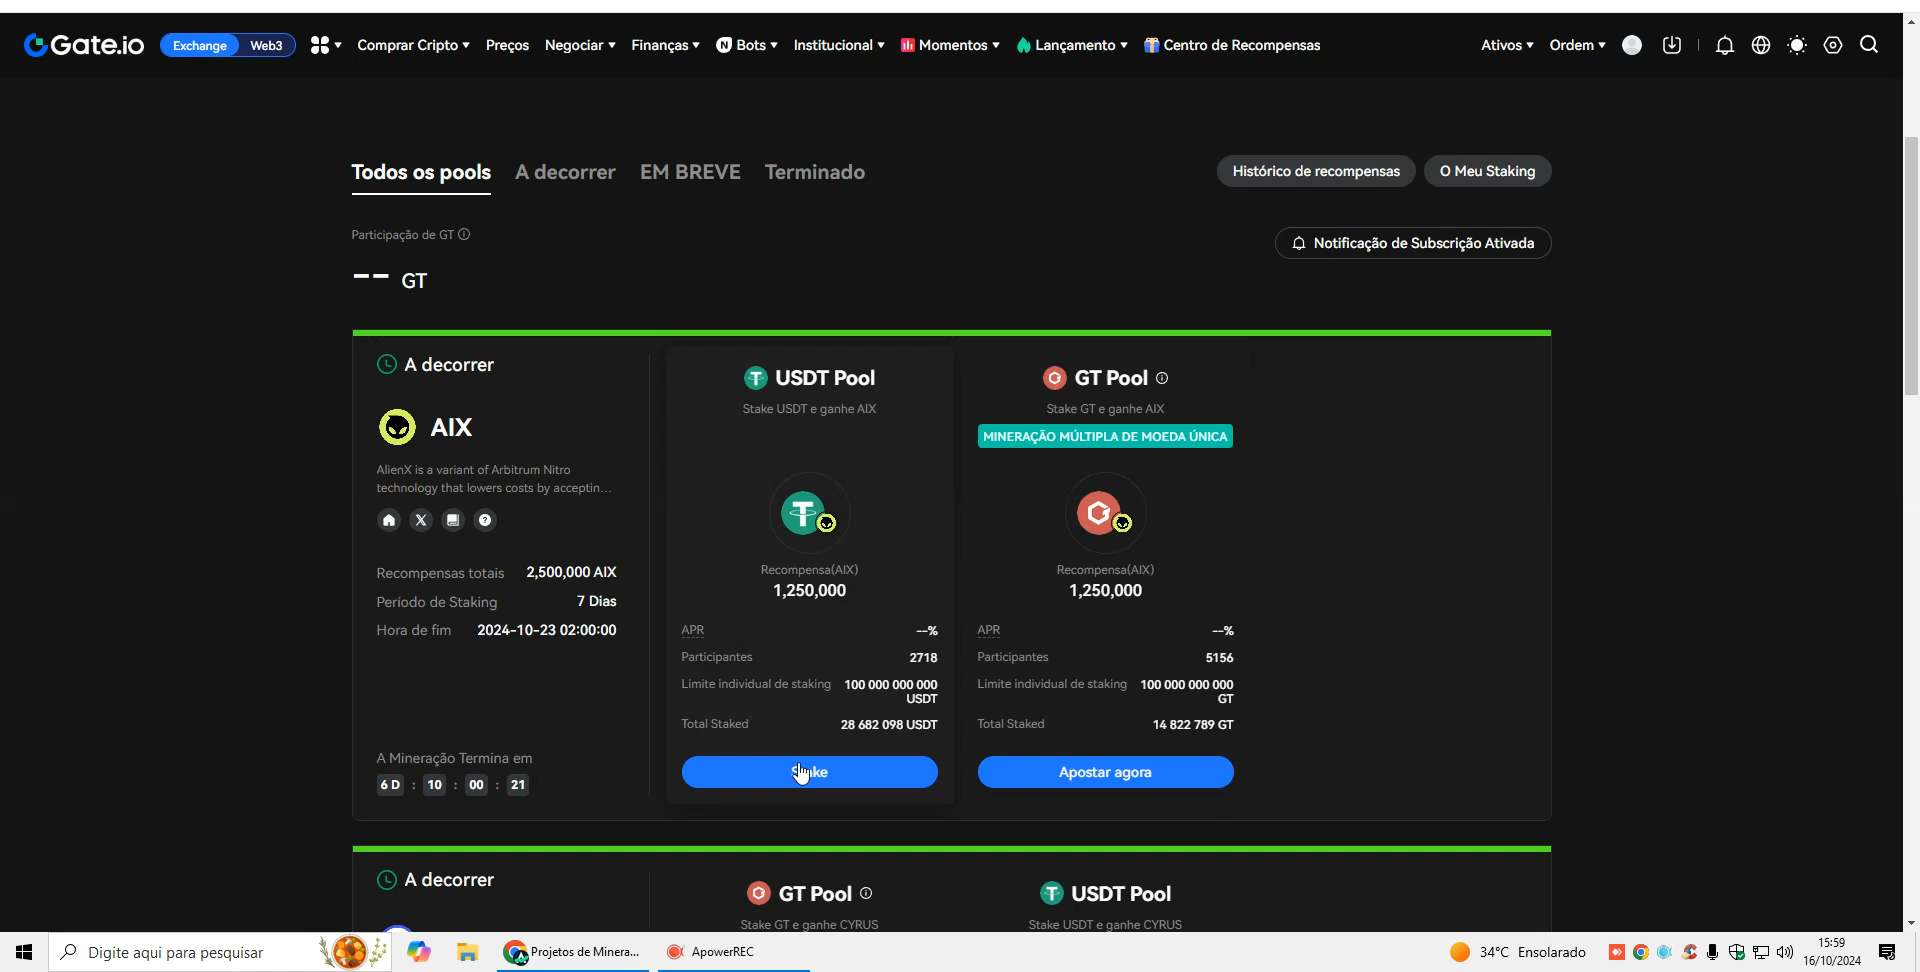 Gate.io Exchange Web3 Comprar Cripto Preços Negociar Finanças Bots Institucional Momentos Lançamento Centro de Recompensas Ativos Ordem
Todos os pools A decorrer EM BREVE Terminado Histórico de recompensas O Meu Staking
Participação de GT
Notificação de Subscrição Ativada
-- GT
A decorrer
AIX
AlienX is a variant of Arbitrum Nitro
technology that lowers costs by acceptin...
Recompensas totais 2,500,000 AIX
Período de Staking 7 Dias
Hora de fim 2024-10-23 02:00:00
A Mineração Termina em
6 D : 10 : 00 : 21
USDT Pool
Stake USDT e ganhe AIX
Recompensa(AIX)
1,250,000
APR --%
Participantes 2718
Limite individual de staking 100 000 000 000
USDT
Total Staked 28 682 098 USDT
GT Pool
Stake GT e ganhe AIX
MINERAÇÃO MÚLTIPLA DE MOEDA ÚNICA
Recompensa(AIX)
1,250,000
APR --%
Participantes 5156
Limite individual de staking 100 000 000 000
GT
Total Staked 14 822 789 GT
Apostar agora
A decorrer
GT Pool
Stake GT e ganhe CYRUS
USDT Pool
Stake USDT e ganhe CYRUS
Digite aqui para pesquisar
Projetos de Minera...
ApowerREC
34°C Ensolarado
15:59
16/10/2024